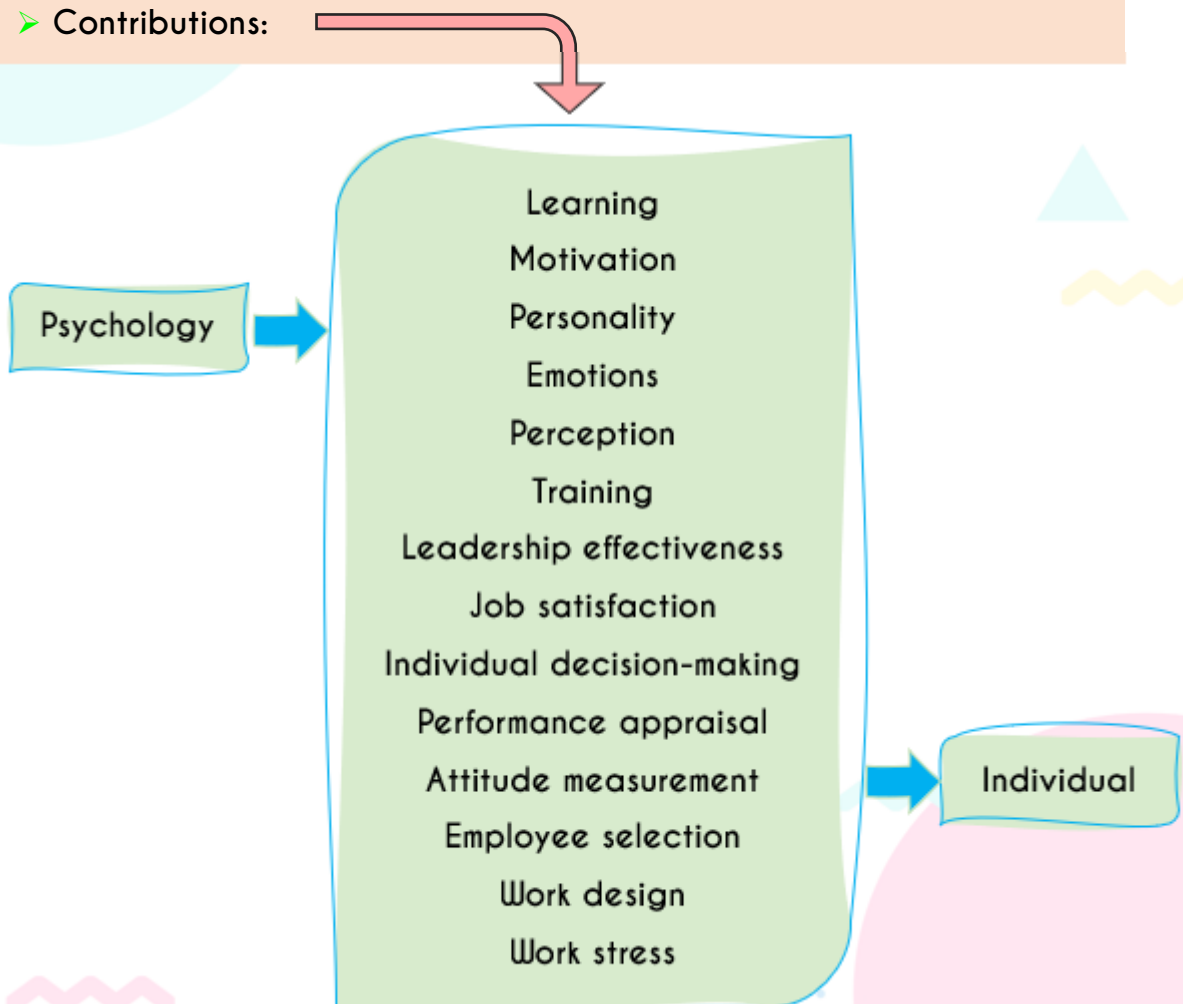 Contributions:
Psychology
Learning
Motivation
Personality
Emotions
Perception
Training
Leadership effectiveness
Job satisfaction
Individual decision-making
Performance appraisal
Attitude measurement
Employee selection
Work design
Work stress
Individual